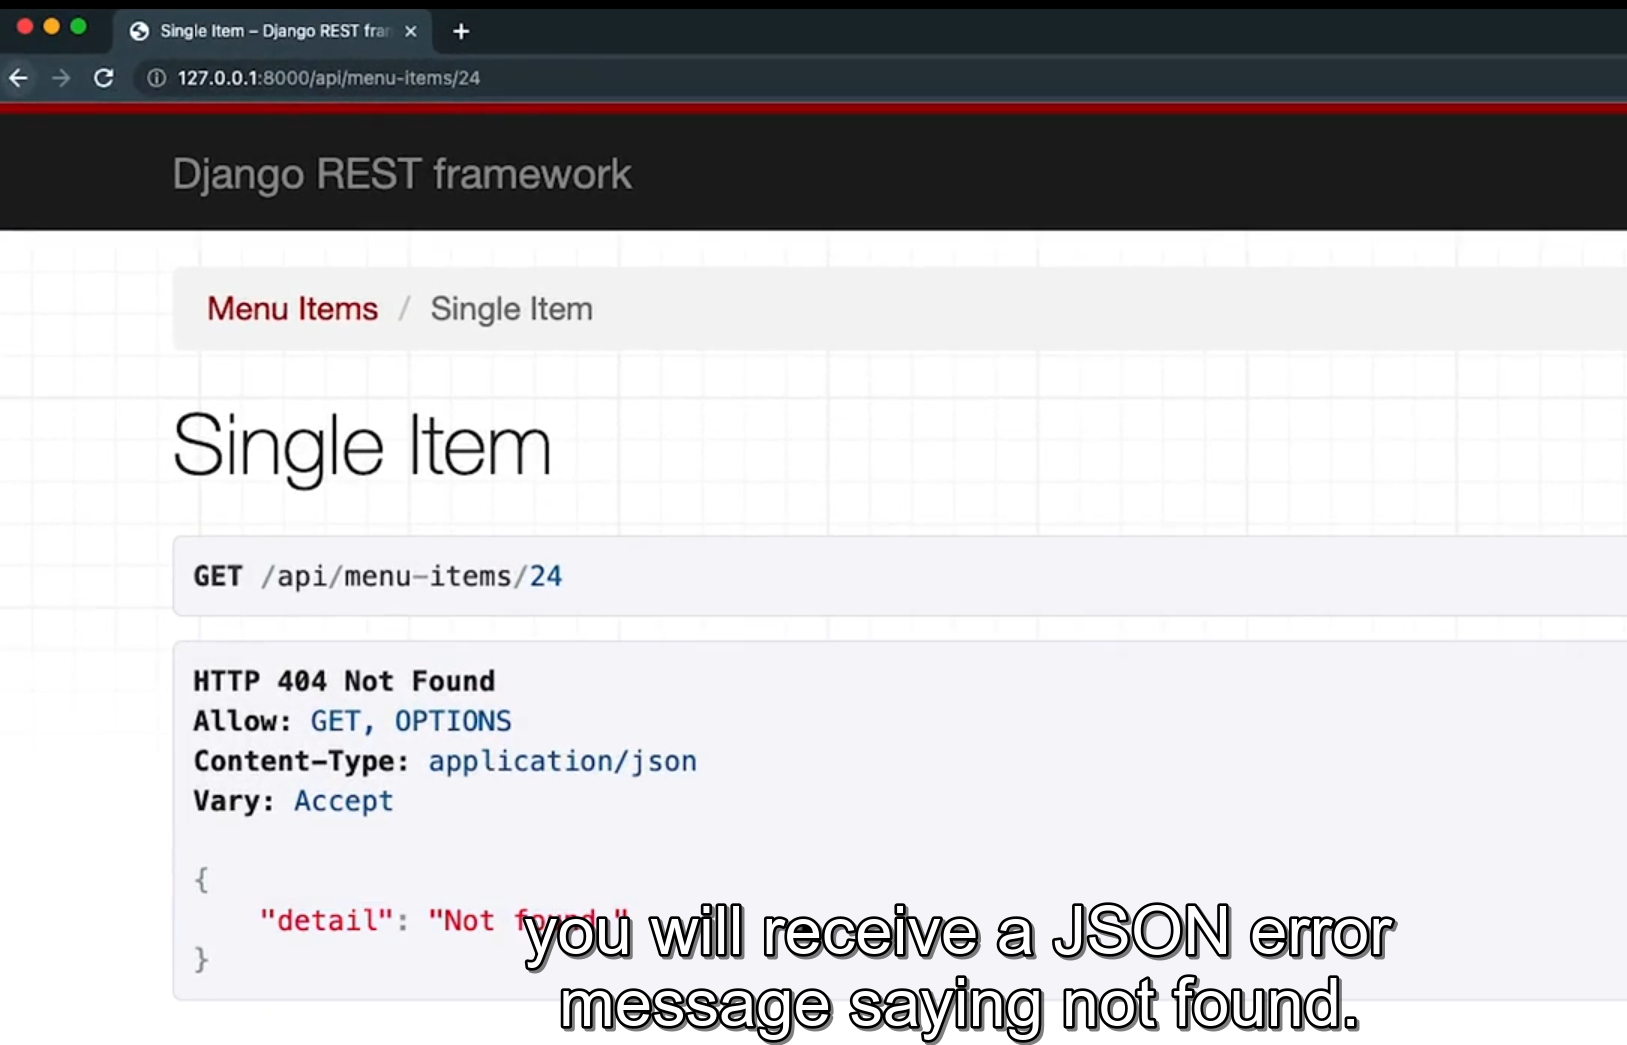 Single Item – Django REST fra
127.0.0.1:8000/api/menu-items/24
Django REST framework
Menu Items / Single Item
Single Item
GET /api/menu-items/24
HTTP 404 Not Found
Allow: GET, OPTIONS
Content-Type: application/json
Vary: Accept
{
"detail": "Not found."
}
you will receive a JSON error
message saying not found.